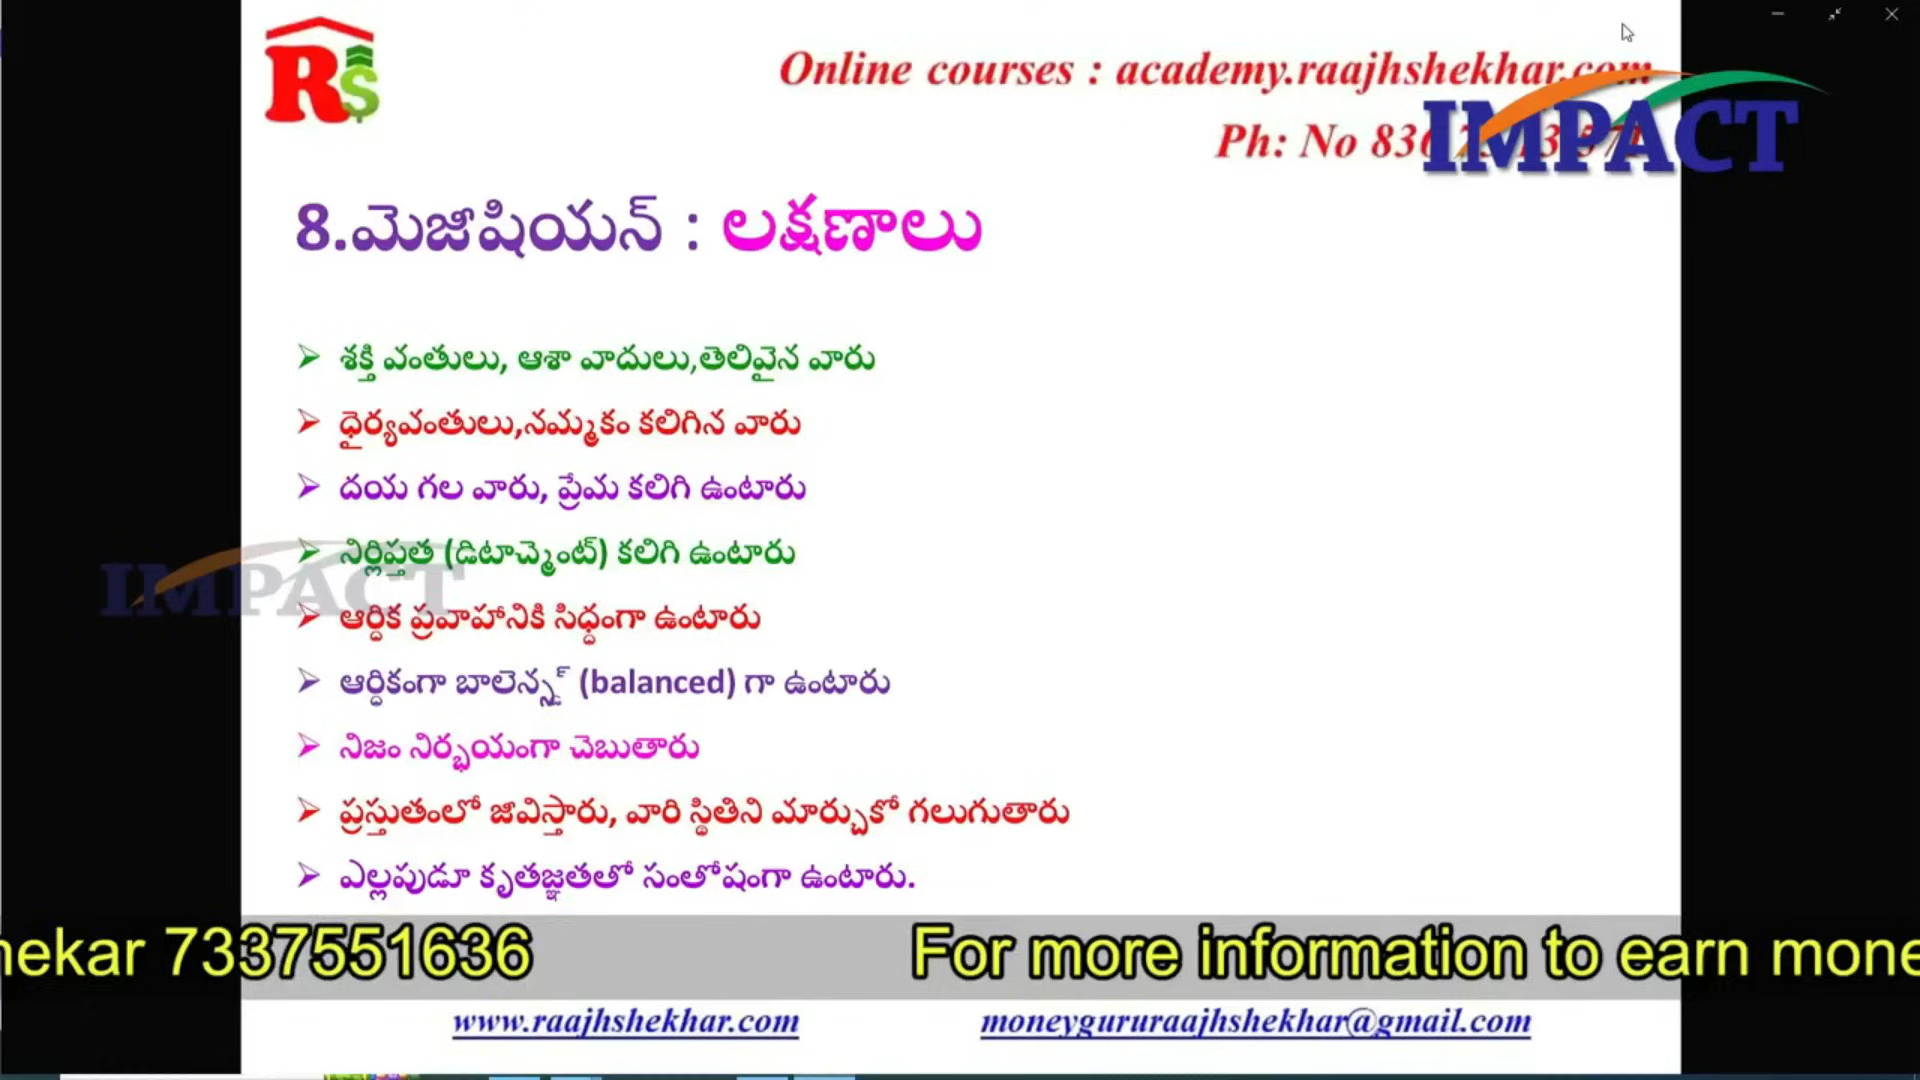 RS
Online courses : academy.raajhshekhar.com
IMPACT
Ph: No
8.మెజీషియన్ : లక్షణాలు
శక్తి వంతులు, ఆశా వాదులు,తెలివైన వారు
ధైర్యవంతులు,నమ్మకం కలిగిన వారు
దయ గల వారు, ప్రేమ కలిగి ఉంటారు
నిర్లిప్తత (డిటాచ్మెంట్) కలిగి ఉంటారు
IMPACT
ఆర్ధిక ప్రవాహానికి సిద్ధంగా ఉంటారు
ఆర్ధికంగా (balanced) గా ఉంటారు
నిజం నిర్భయంగా చెబుతారు
ప్రస్తుతంలో జీవిస్తారు, వారి స్థితిని మార్చుకో గలుగుతారు
ఎల్లపుడూ కృతజ్ఞతతో సంతోషంగా ఉంటారు.
hekar 7337551636 For more information to earn mone
www.raajhshekhar.com moneygururaajhshekhar@gmail.com